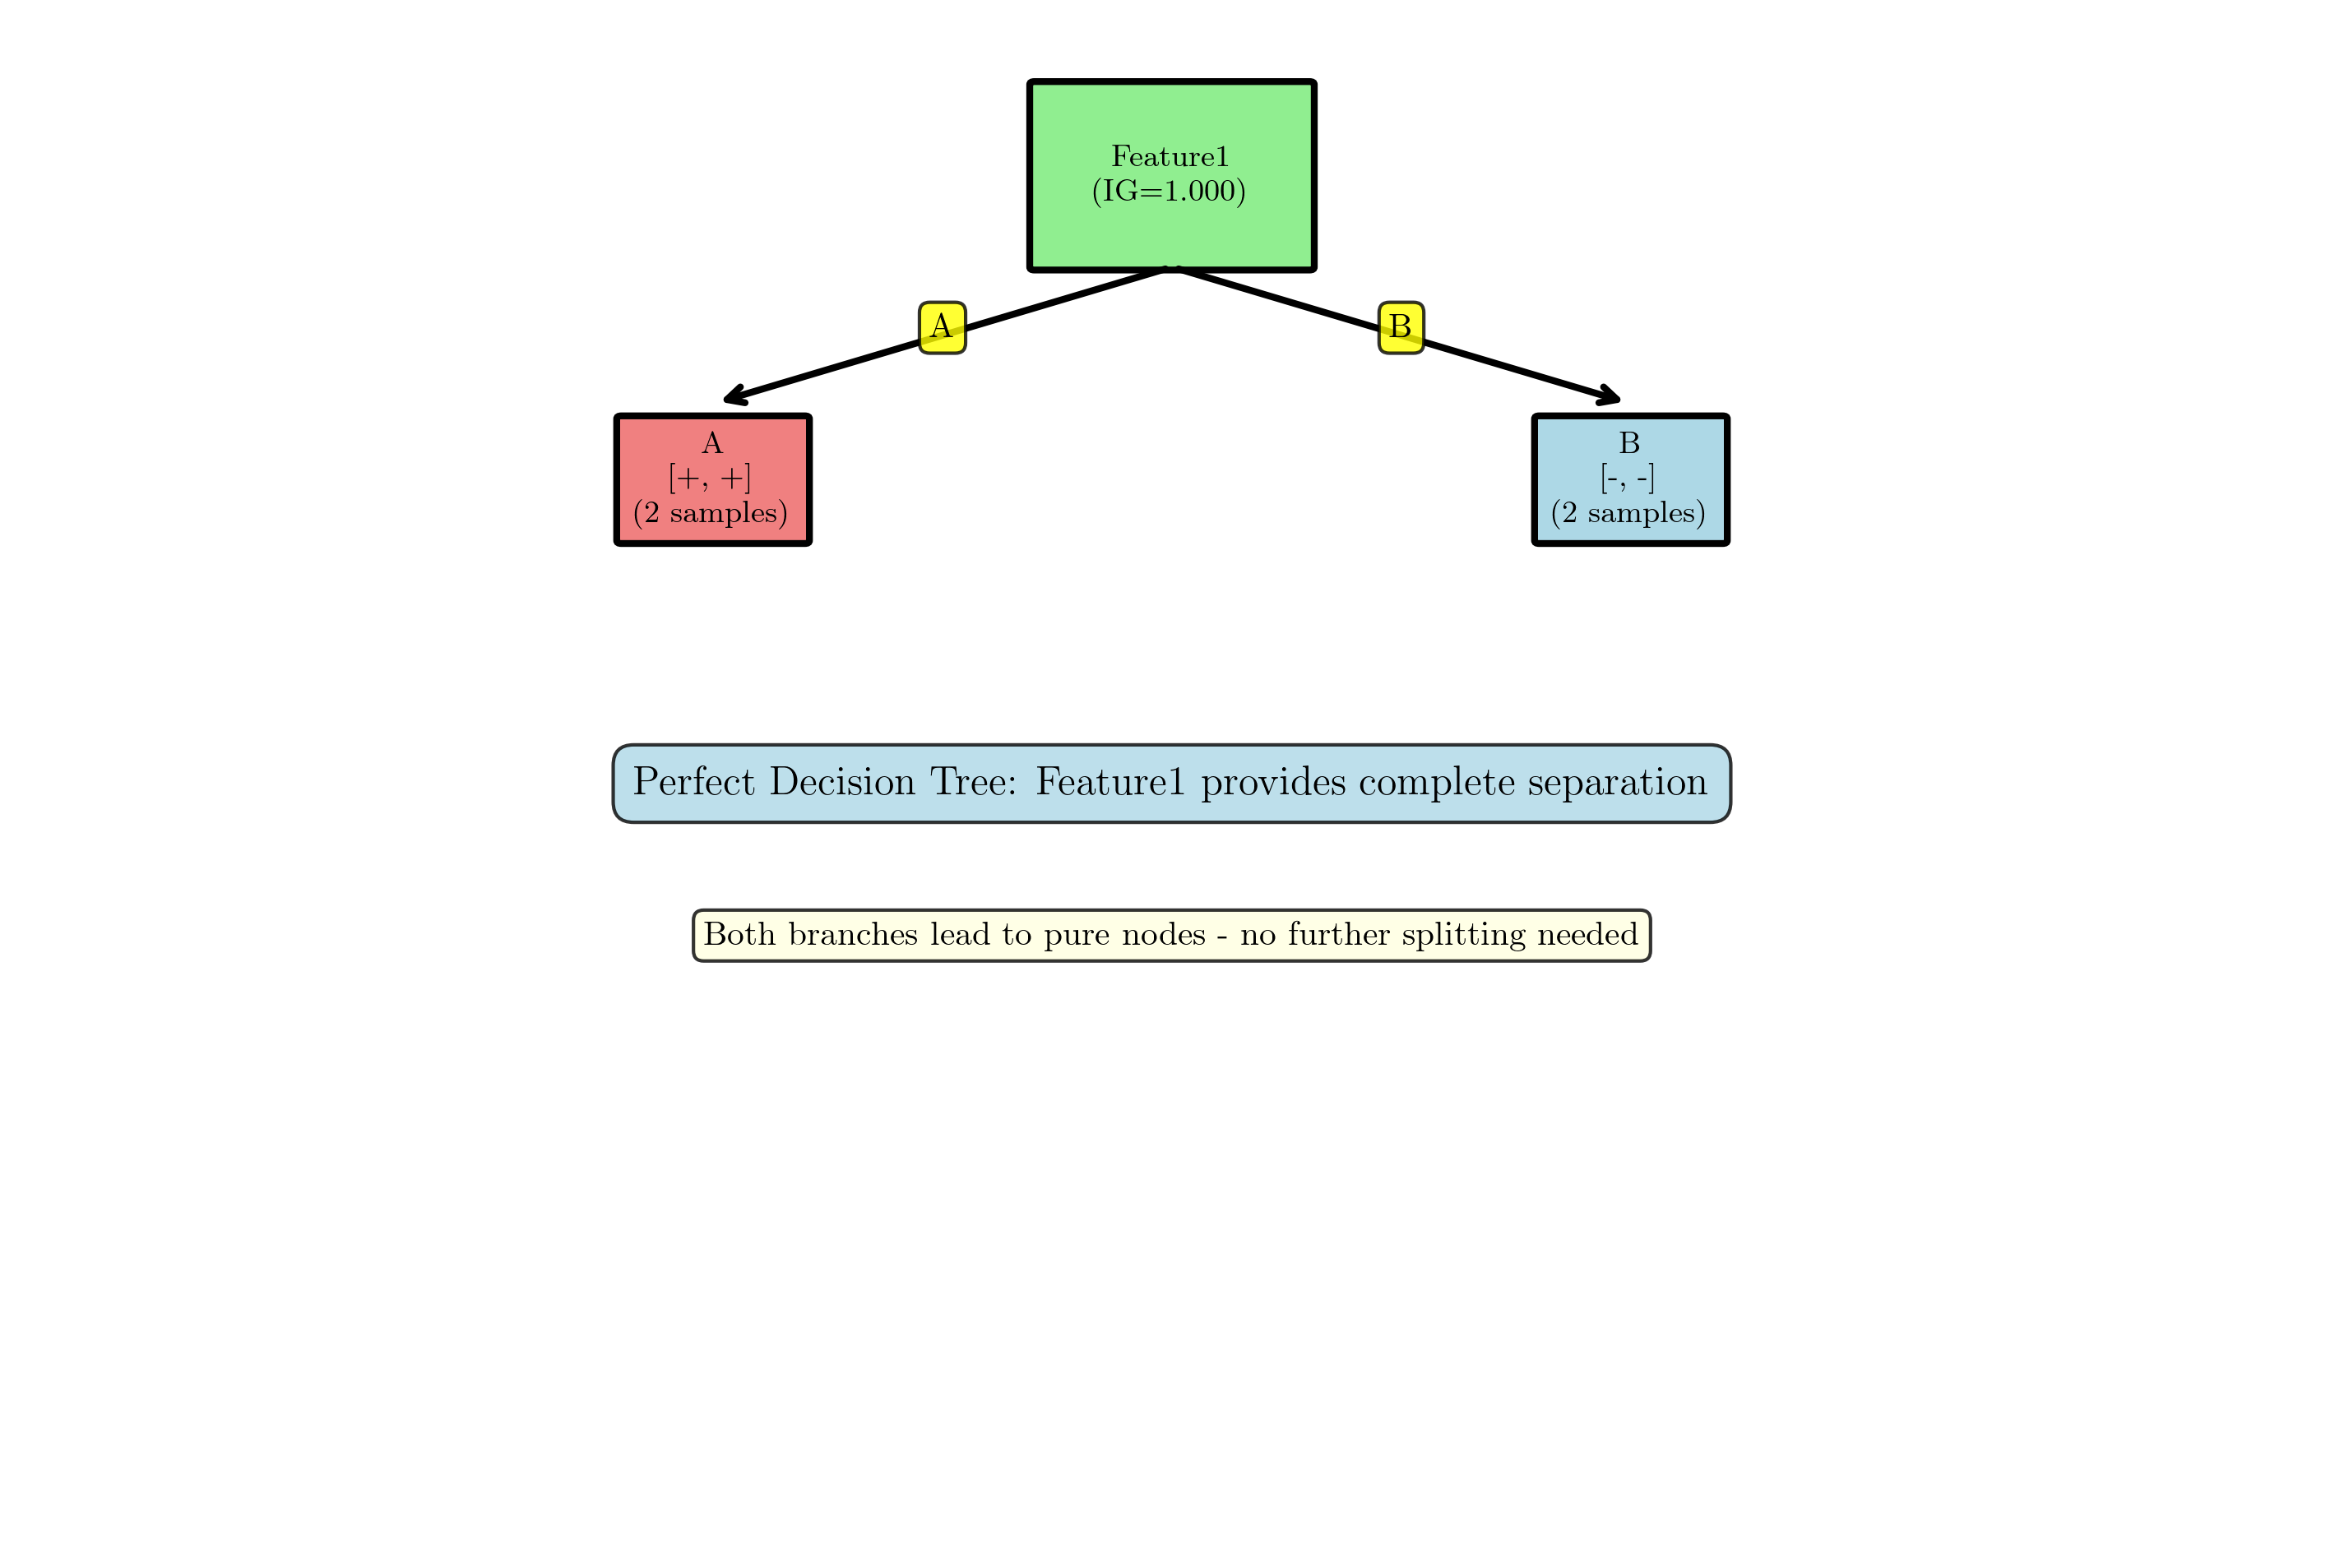 Feature1
(IG=1.000)
A
B
A
[+, +]
(2 samples)
B
[-, -]
(2 samples)
Perfect Decision Tree: Feature1 provides complete separation
Both branches lead to pure nodes - no further splitting needed